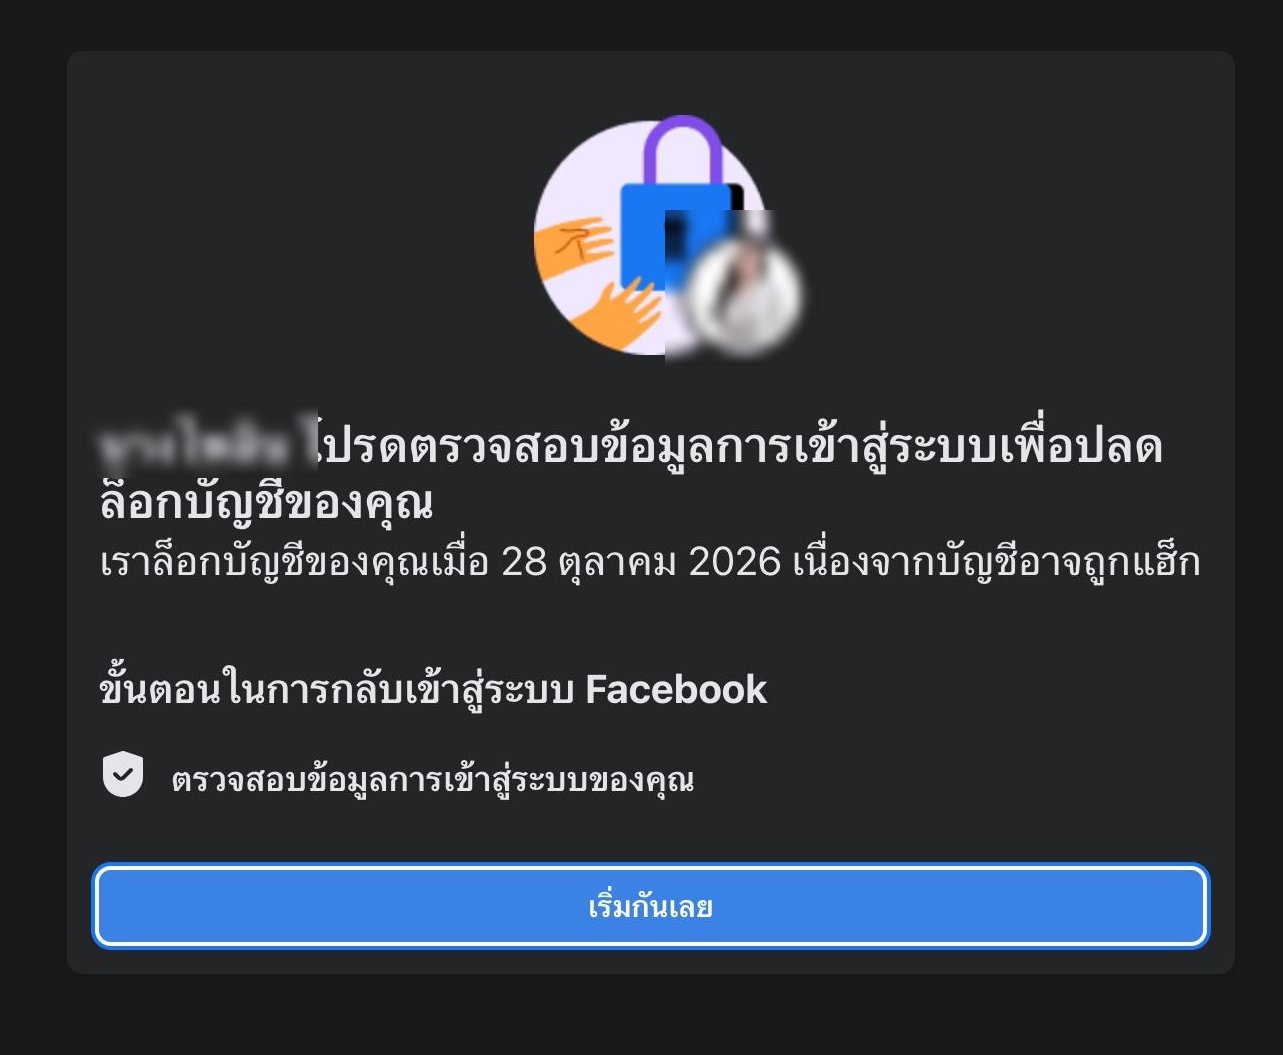 โปรดตรวจสอบข้อมูลการเข้าสู่ระบบเพื่อปลด
ล็อกบัญชีของคุณ
เราล็อกบัญชีของคุณเมื่อ 28 ตุลาคม 2026 เนื่องจากบัญชีอาจถูกแฮ็ก
ขั้นตอนในการกลับเข้าสู่ระบบ Facebook
ตรวจสอบข้อมูลการเข้าสู่ระบบของคุณ
เริ่มกันเลย